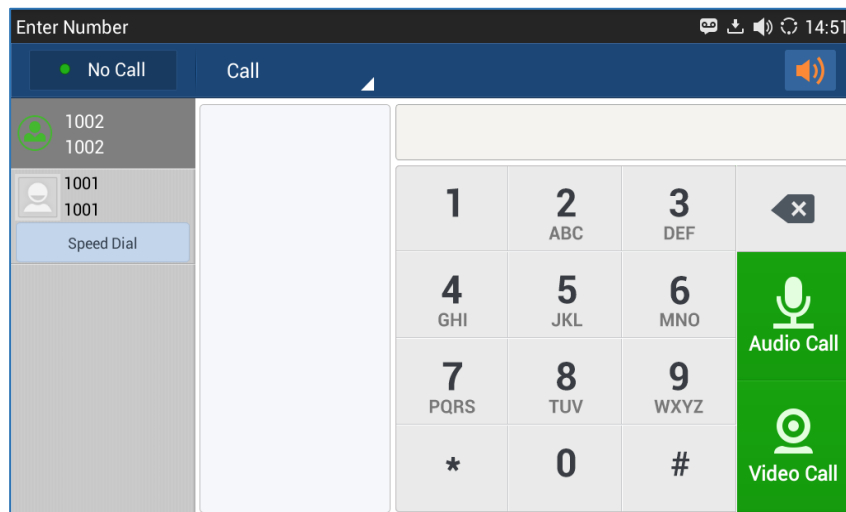 Enter Number
14:51
No Call
Call
1002
1002
1001
1001
Speed Dial
1
2
ABC
3
DEF
4
GHI
5
JKL
6
MNO
Audio Call
7
PQRS
8
TUV
9
WXYZ
*
0
#
Video Call